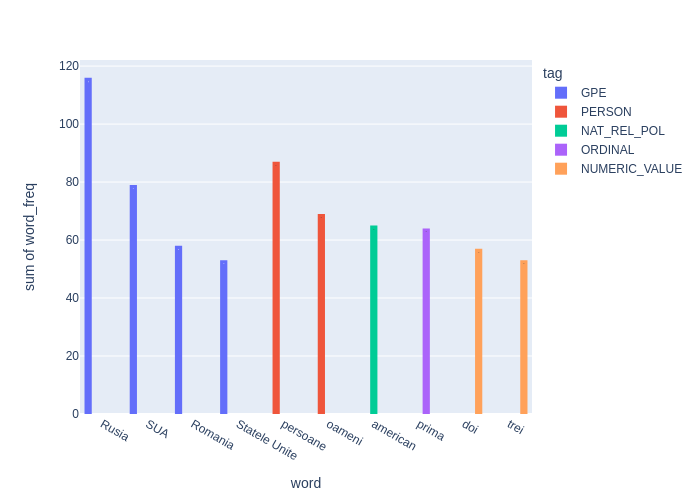 120
100
80
60
40
20
0
sum of word_freq
Rusia
SUA
Romania
Statele Unite
persoane
oameni
american
prima
doi
trei
word
tag
GPE
PERSON
NAT_REL_POL
ORDINAL
NUMERIC_VALUE